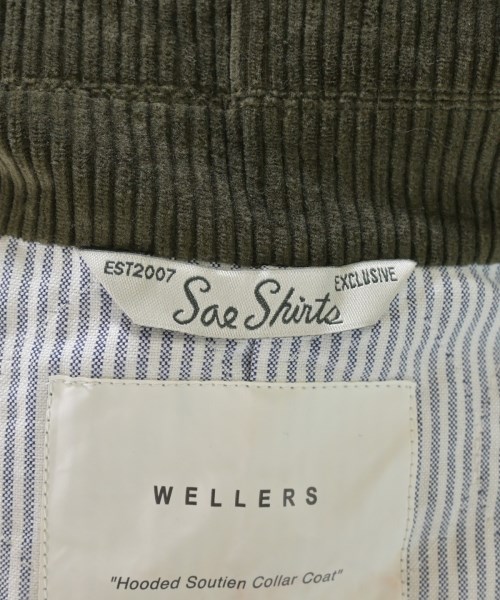 EST2007
EXCLUSIVE
Sae Shirts
WELLERS
"Hooded Soutien Collar Coat"